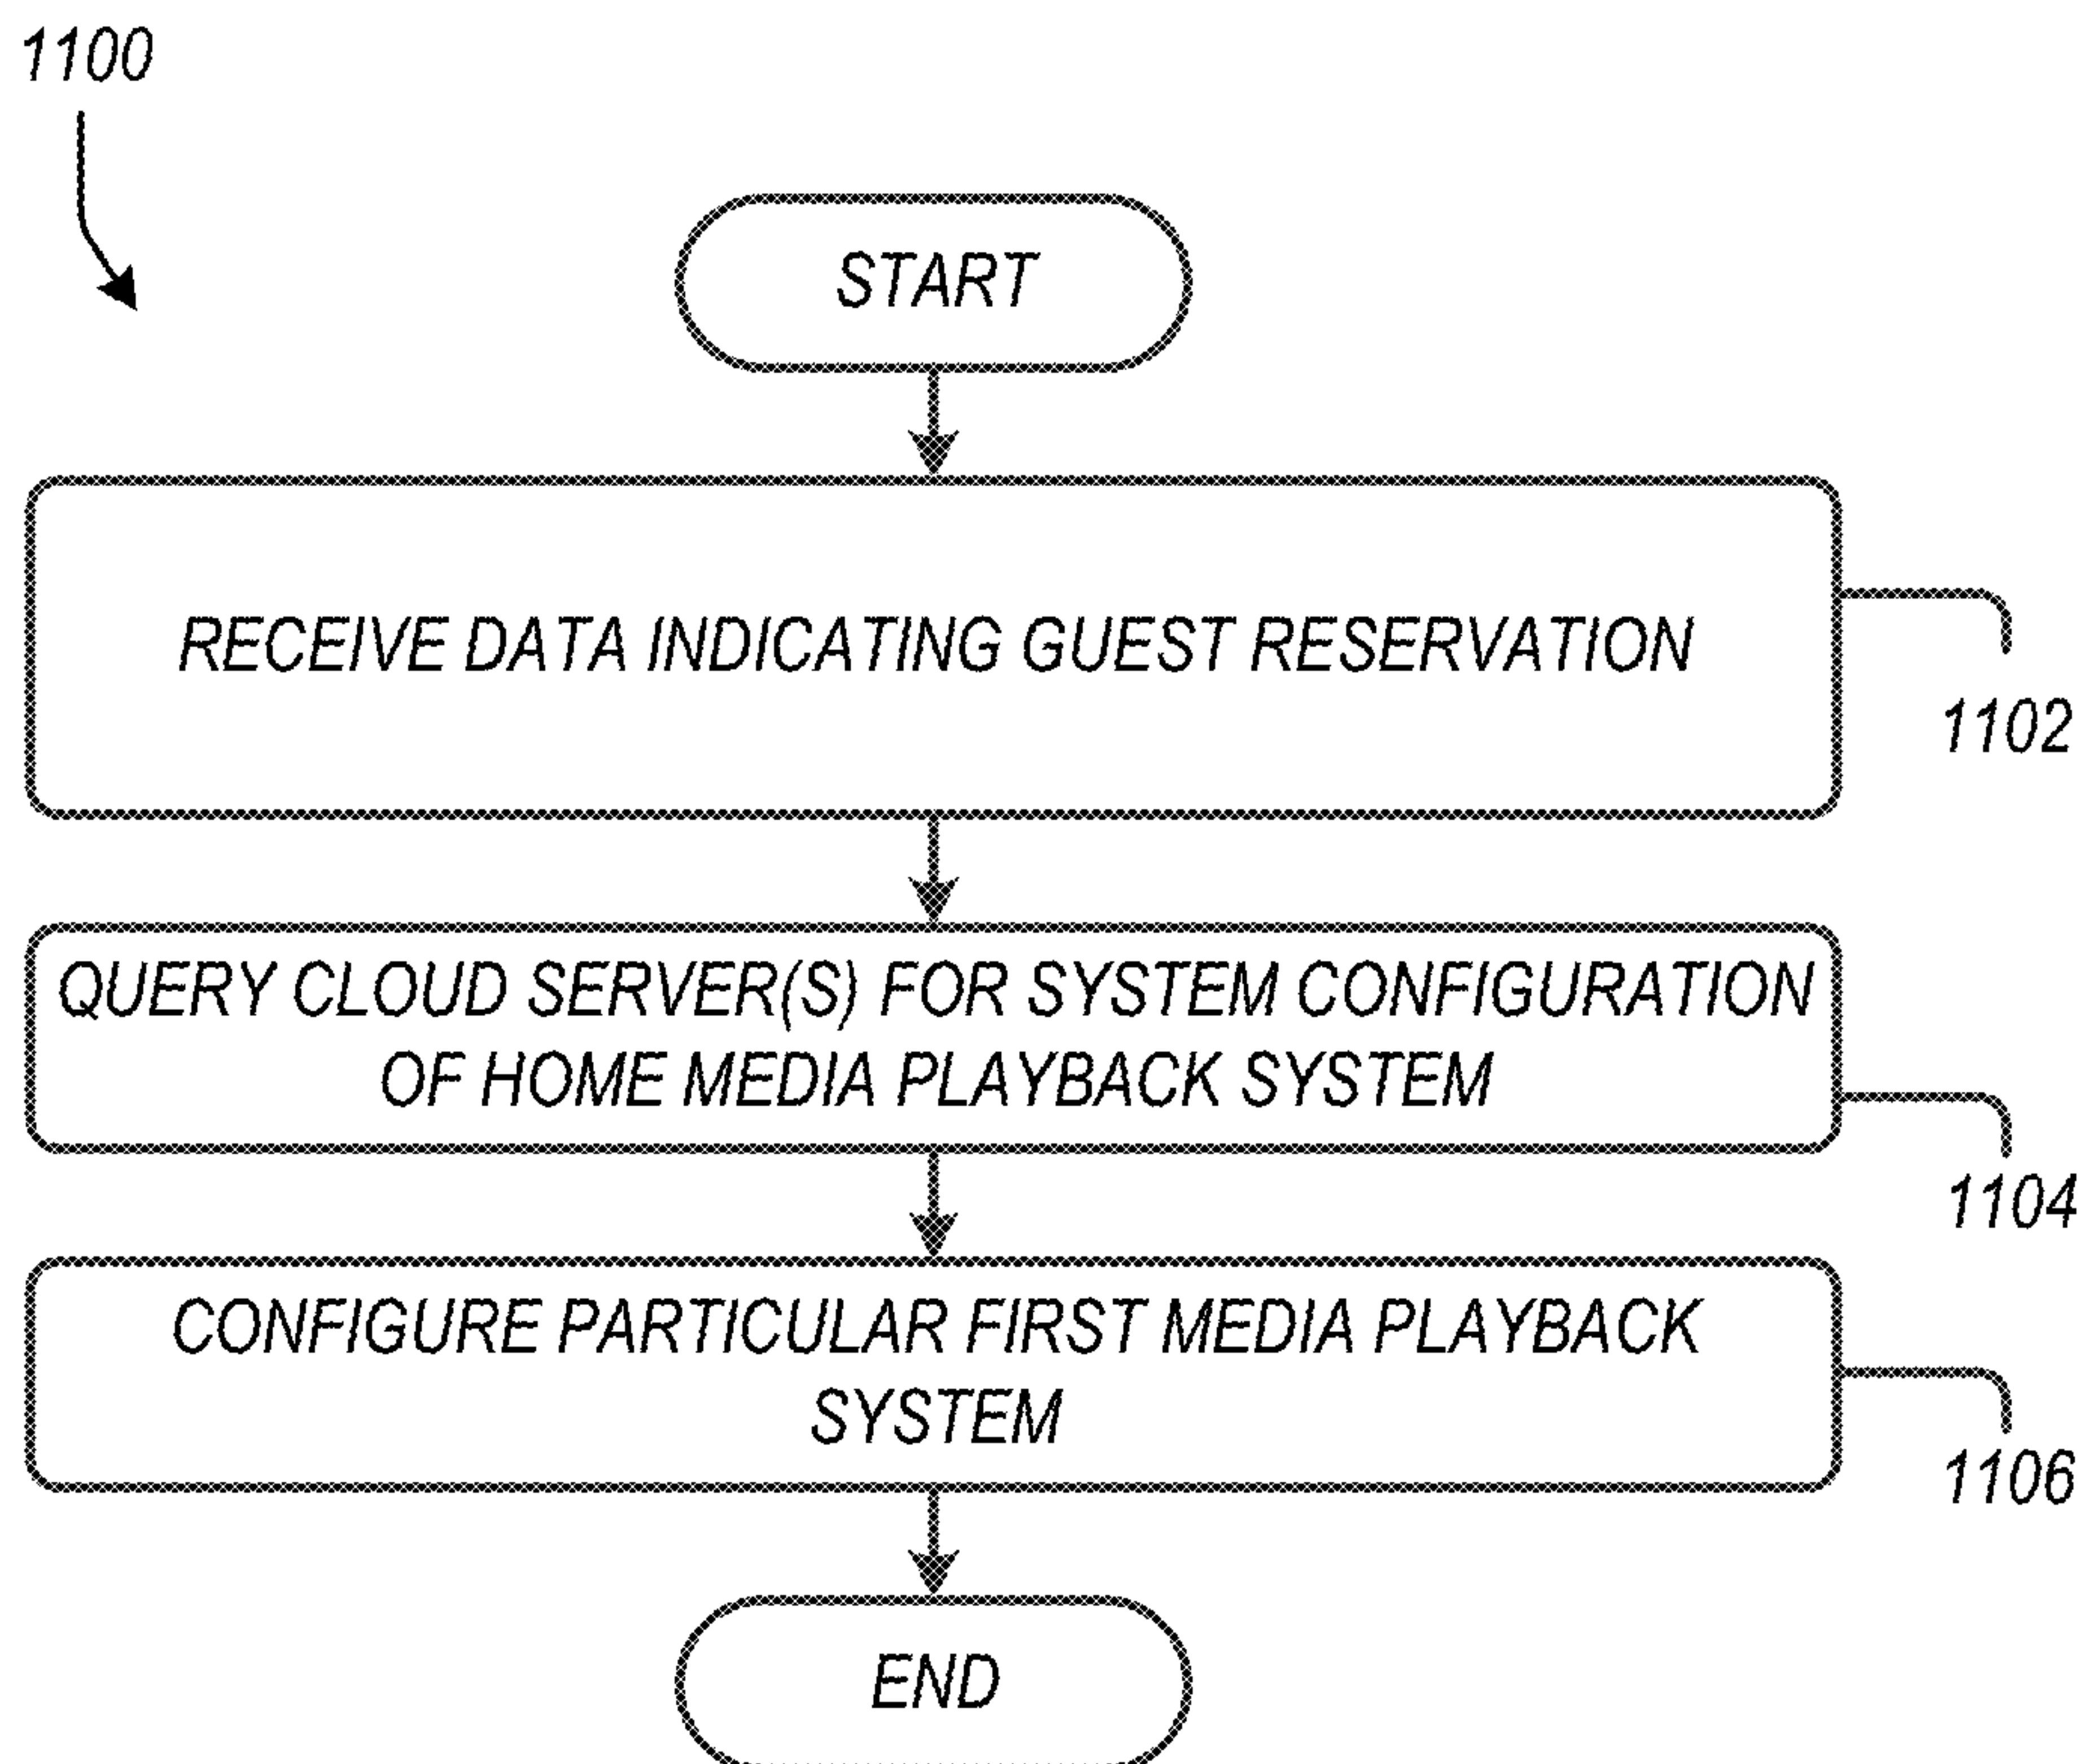 1100
START
RECEIVE DATA INDICATING GUEST RESERVATION
1102
QUERY CLOUD SERVER(S) FOR SYSTEM CONFIGURATION
OF HOME MEDIA PLAYBACK SYSTEM
1104
CONFIGURE PARTICULAR FIRST MEDIA PLAYBACK
SYSTEM
1106
END